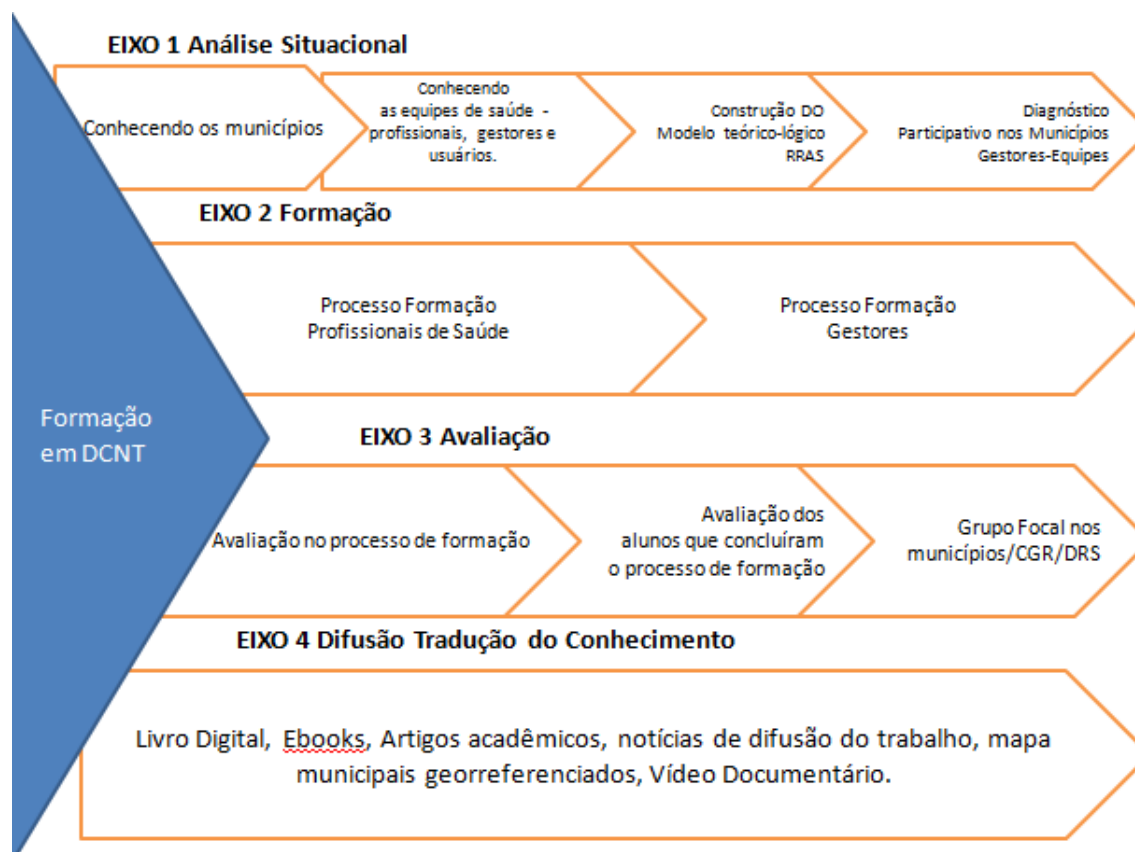 EIXO 1 Análise Situacional
Conhecendo os municípios
Conhecendo
as equipes de saúde -
profissionais, gestores e
usuários.
Construção DO
Modelo teórico-lógico
RRAS
Diagnóstico
Participativo nos Municípios
Gestores-Equipes
EIXO 2 Formação
Processo Formação
Profissionais de Saúde
Processo Formação
Gestores
Formação
em DCNT
EIXO 3 Avaliação
Avaliação no processo de formação
Avaliação dos
alunos que concluíram
o processo de formação
Grupo Focal nos
municípios/CGR/DRS
EIXO 4 Difusão Tradução do Conhecimento
Livro Digital, Ebooks, Artigos acadêmicos, notícias de difusão do trabalho, mapa
municipais georreferenciados, Vídeo Documentário.